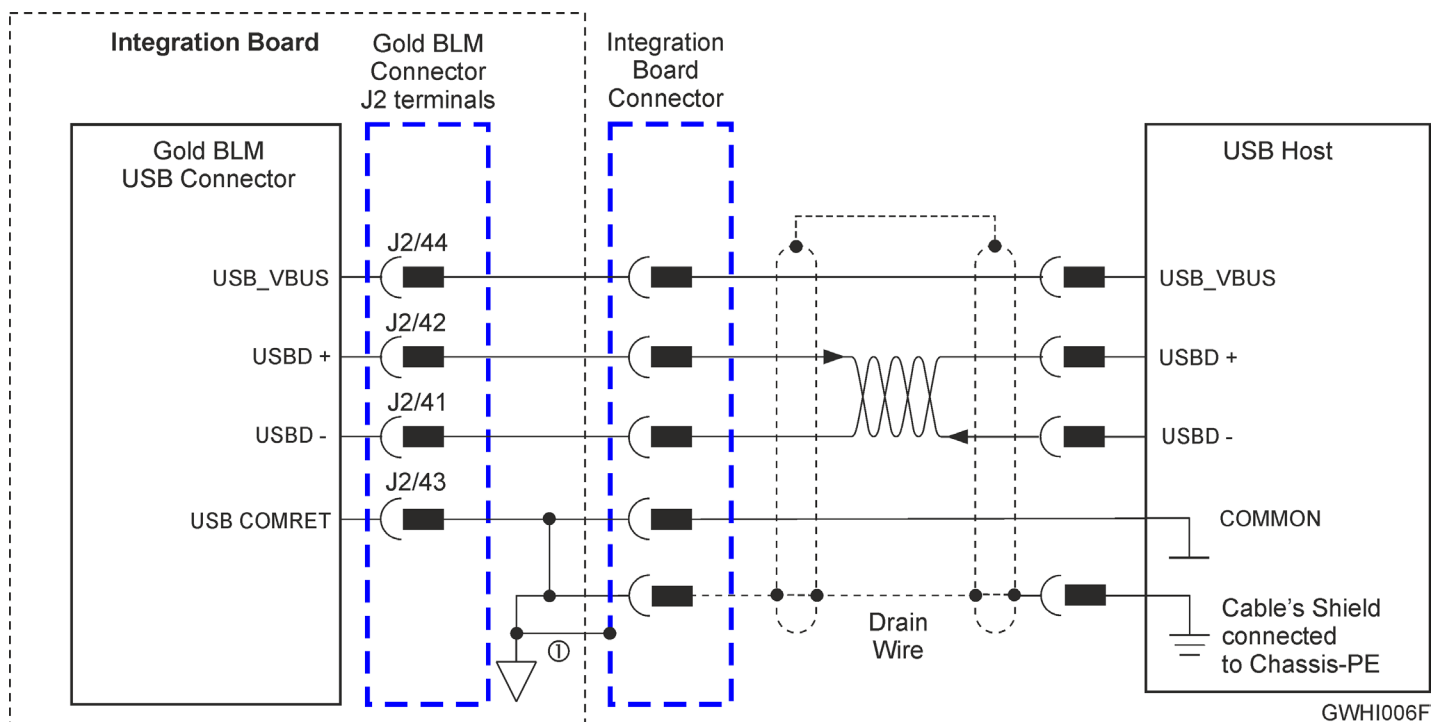 Integration Board
Gold BLM
Connector
J2 terminals
Integration
Board
Connector
Gold BLM
USB Connector
USB Host
J2/44
USB_VBUS
USB_VBUS
J2/42
USBD +
USBD +
J2/41
USBD -
USBD -
J2/43
USB COMRET
COMMON
Drain
Wire
①
Cable's Shield
connected
to Chassis-PE
GWHI006F